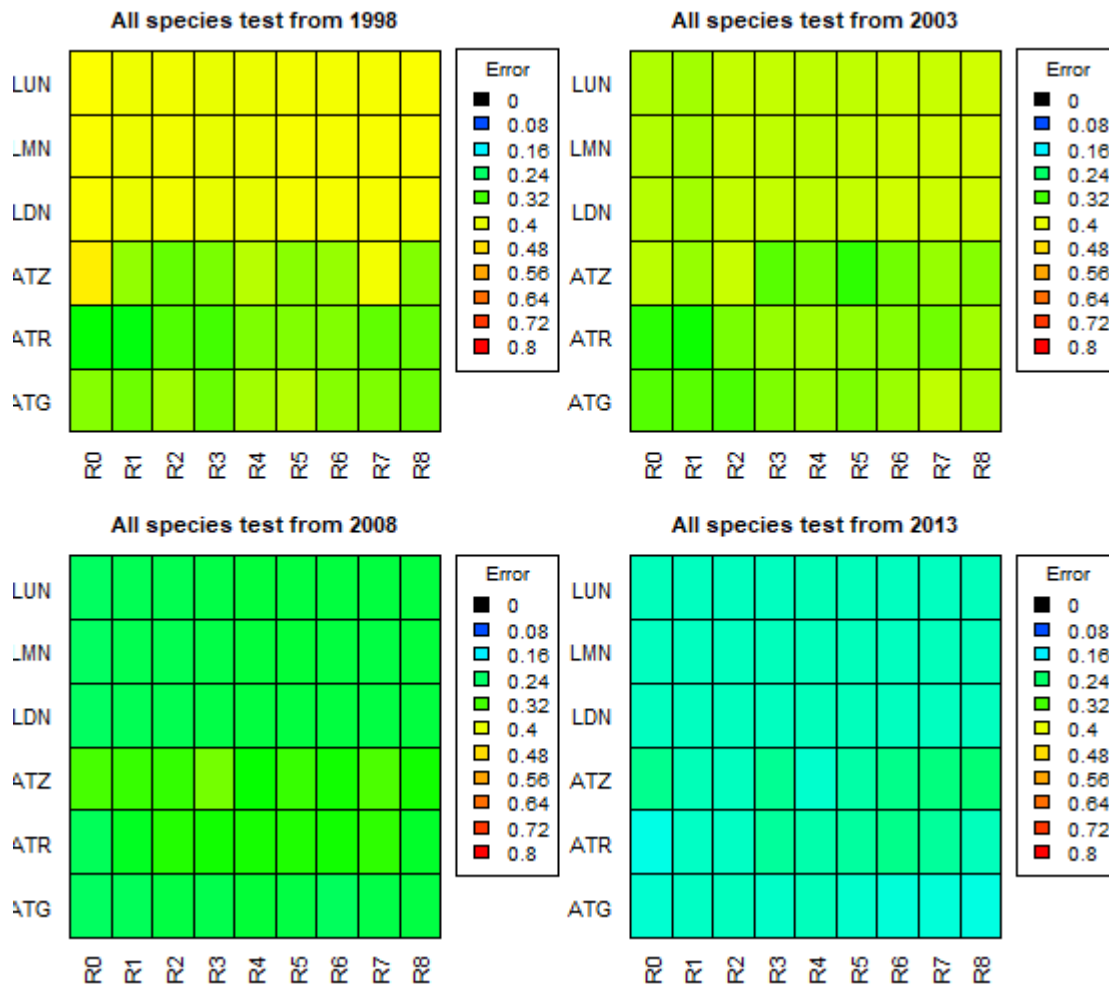 All species test from 1998
LUN
LMN
LDN
ATZ
ATR
ATG
R0 R1 R2 R3 R4 R5 R6 R7 R8
Error
0
0.08
0.16
0.24
0.32
0.4
0.48
0.56
0.64
0.72
0.8
All species test from 2003
LUN
LMN
LDN
ATZ
ATR
ATG
R0 R1 R2 R3 R4 R5 R6 R7 R8
Error
0
0.08
0.16
0.24
0.32
0.4
0.48
0.56
0.64
0.72
0.8
All species test from 2008
LUN
LMN
LDN
ATZ
ATR
ATG
R0 R1 R2 R3 R4 R5 R6 R7 R8
Error
0
0.08
0.16
0.24
0.32
0.4
0.48
0.56
0.64
0.72
0.8
All species test from 2013
LUN
LMN
LDN
ATZ
ATR
ATG
R0 R1 R2 R3 R4 R5 R6 R7 R8
Error
0
0.08
0.16
0.24
0.32
0.4
0.48
0.56
0.64
0.72
0.8